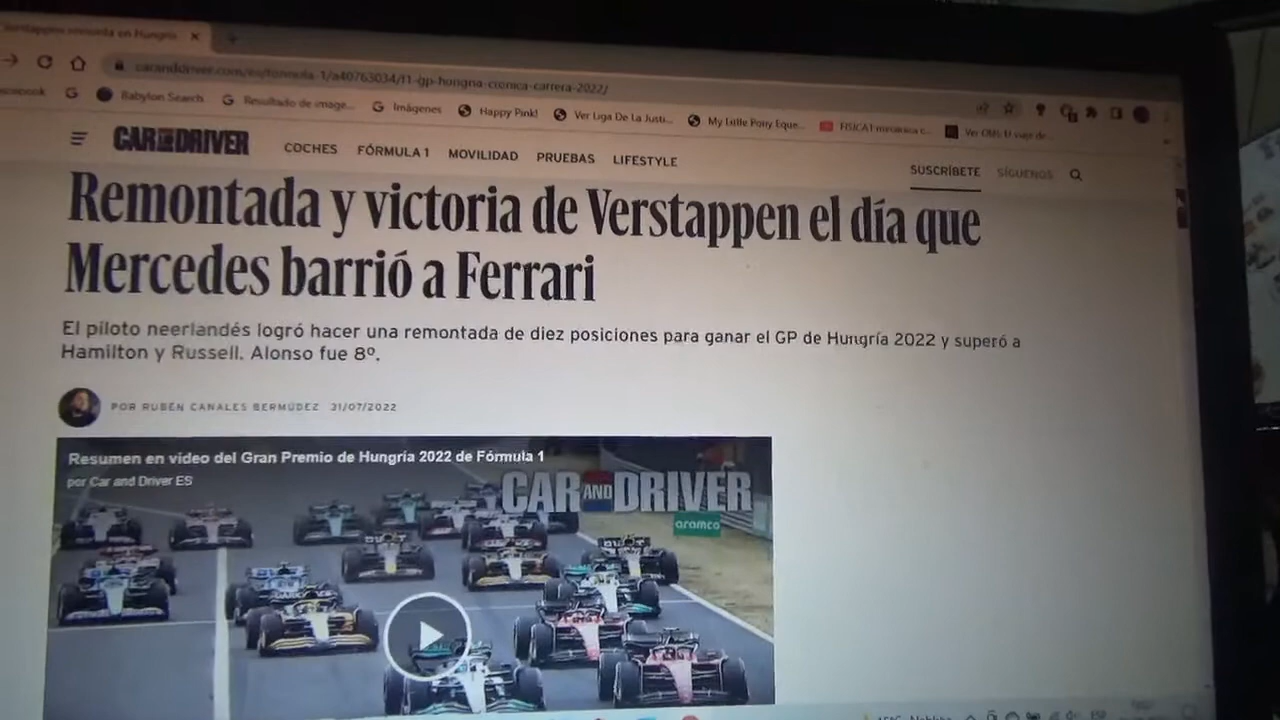 Verstappen remonta en Hungría
caranddriver.com/es/formula-1/a40763034/f1-gp-hungria-cronica-carrera-2022/
Babylon Search
Resultado de image...
Imágenes
Happy Pink!
Ver Liga De La Justi...
My Little Pony Eque...
FISICA1 mecánica c...
CAR AND DRIVER
COCHES
FÓRMULA 1
MOVILIDAD
PRUEBAS
LIFESTYLE
SUSCRÍBETE
SÍGUENOS
Remontada y victoria de Verstappen el día que
Mercedes barrió a Ferrari
El piloto neerlandés logró hacer una remontada de diez posiciones para ganar el GP de Hungría 2022 y superó a
Hamilton y Russell. Alonso fue 8º.
POR RUBÉN CANALES BERMÚDEZ 31/07/2022
Resumen en video del Gran Premio de Hungría 2022 de Fórmula 1
por Car and Driver ES
CAR AND DRIVER
aramco